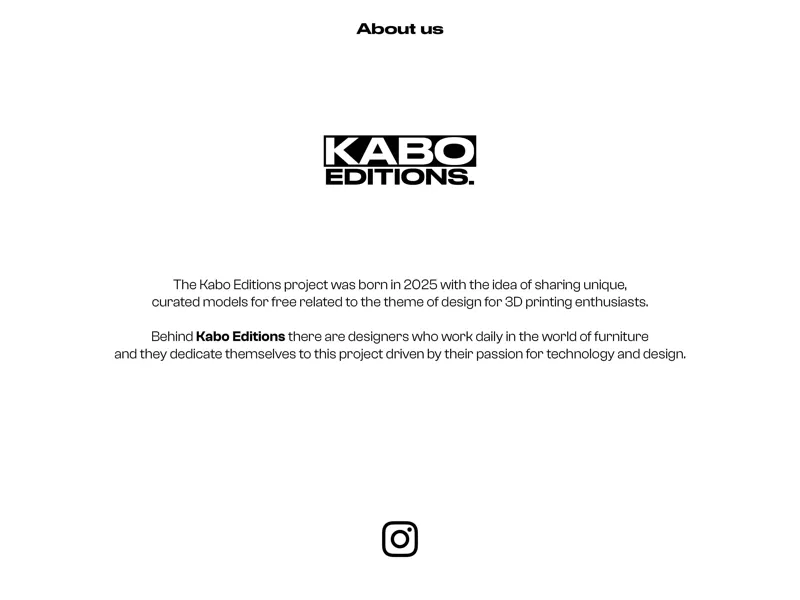 About us
KABO
EDITIONS.
The Kabo Editions project was born in 2025 with the idea of sharing unique,
curated models for free related to the theme of design for 3D printing enthusiasts.
Behind Kabo Editions there are designers who work daily in the world of furniture
and they dedicate themselves to this project driven by their passion for technology and design.